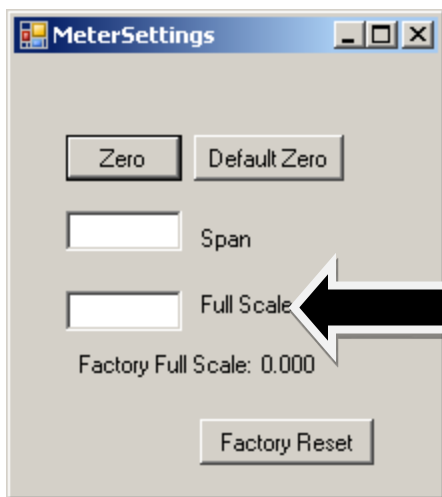 MeterSettings
Zero Default Zero
Span
Full Scale
Factory Full Scale: 0.000
Factory Reset